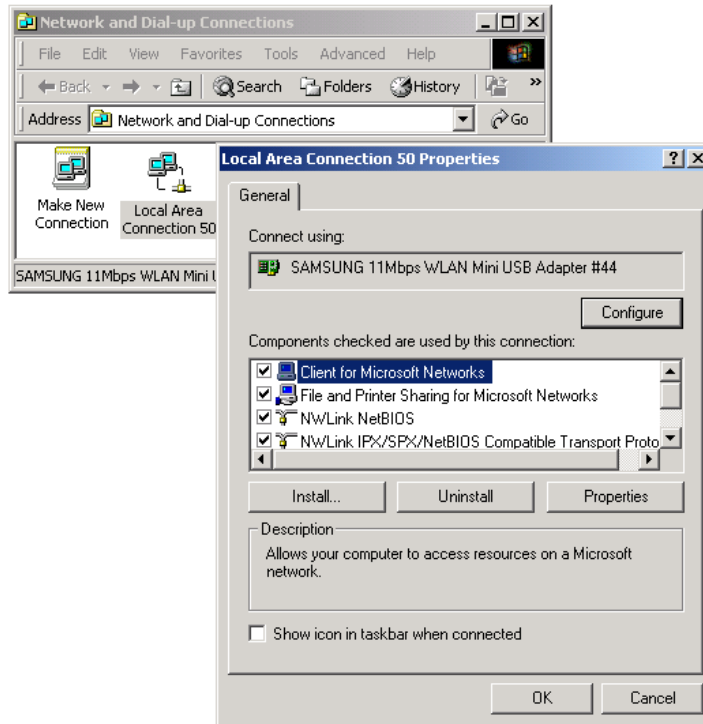 Network and Dial-up Connections
File Edit View Favorites Tools Advanced Help
Back Search Folders History »
Address Network and Dial-up Connections Go
Make New
Connection
Local Area
Connection 50
SAMSUNG 11Mbps WLAN Mini
Local Area Connection 50 Properties
General
Connect using:
SAMSUNG 11Mbps WLAN Mini USB Adapter #44
Configure
Components checked are used by this connection:
Client for Microsoft Networks
File and Printer Sharing for Microsoft Networks
NWLink NetBIOS
NWLink IPX/SPX/NetBIOS Compatible Transport Proto
Install... Uninstall Properties
Description
Allows your computer to access resources on a Microsoft
network.
Show icon in taskbar when connected
OK Cancel